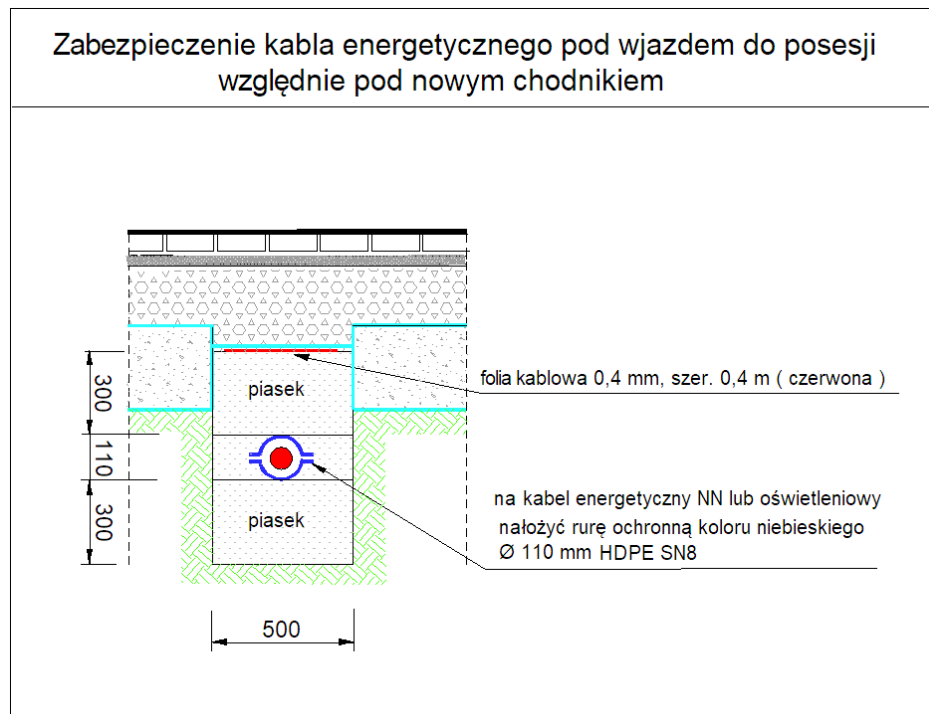 Zabezpieczenie kabla energetycznego pod wjazdem do posesji
względnie pod nowym chodnikiem
folia kablowa 0,4 mm, szer. 0,4 m ( czerwona )
300
piasek
110
na kabel energetyczny NN lub oświetleniowy
nałożyć rurę ochronną koloru niebieskiego
Ø 110 mm HDPE SN8
300
piasek
500